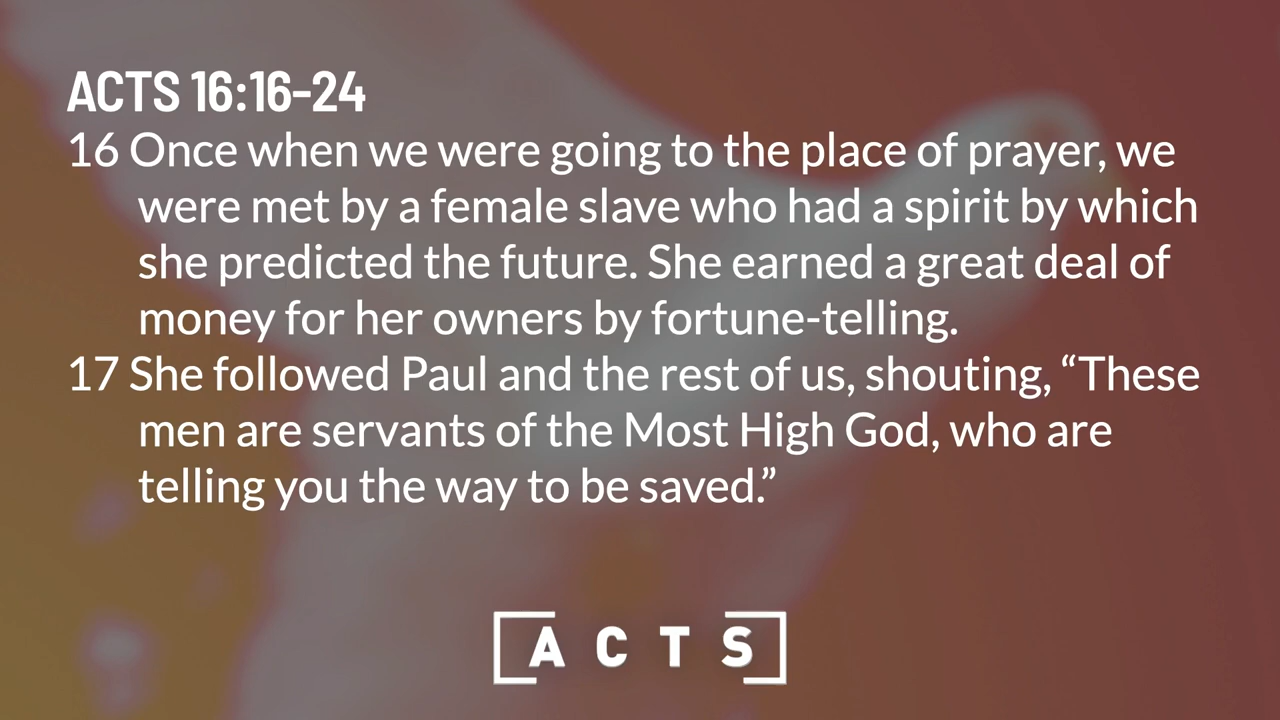 ACTS 16:16-24
16 Once when we were going to the place of prayer, we
were met by a female slave who had a spirit by which
she predicted the future. She earned a great deal of
money for her owners by fortune-telling.
17 She followed Paul and the rest of us, shouting, “These
men are servants of the Most High God, who are
telling you the way to be saved.”
ACTS